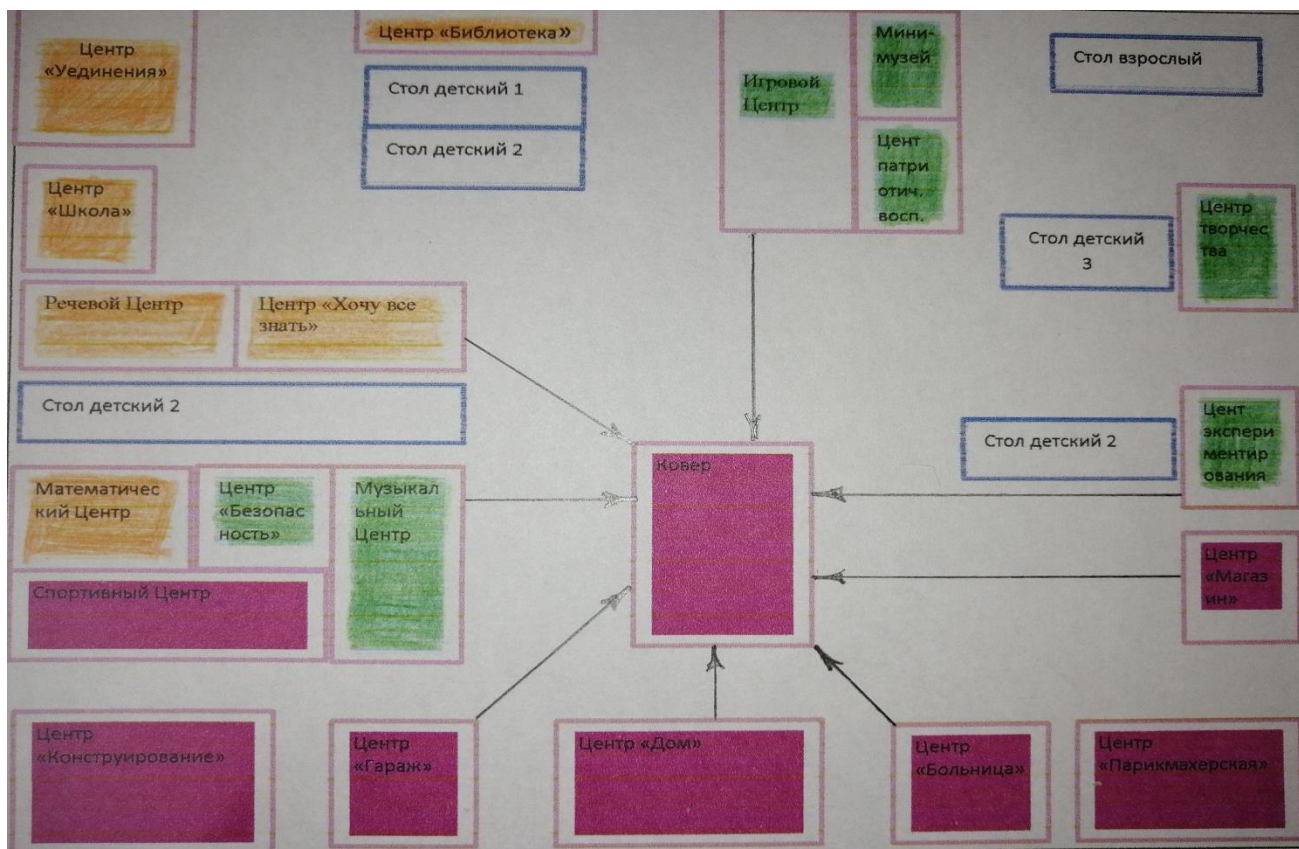 Центр
«Уединения»
Центр «Библиотека»
Стол детский 1
Стол детский 2
Игровой
Центр
Мини-
музей
Цент
патри
отич.
восп.
Стол взрослый
Центр
«Школа»
Стол детский
3
Центр
творчес
тва
Речевой Центр
Центр «Хочу все
знать»
Стол детский 2
Стол детский 2
Цент
экспери
ментир
ования
Ковер
Математичес
кий Центр
Центр
«Безопас
ность»
Музыкал
ьный
Центр
Спортивный Центр
Центр
«Магаз
ин»
Центр
«Конструирование»
Центр
«Гараж»
Центр «Дом»
Центр
«Больница»
Центр
«Парикмахерская»